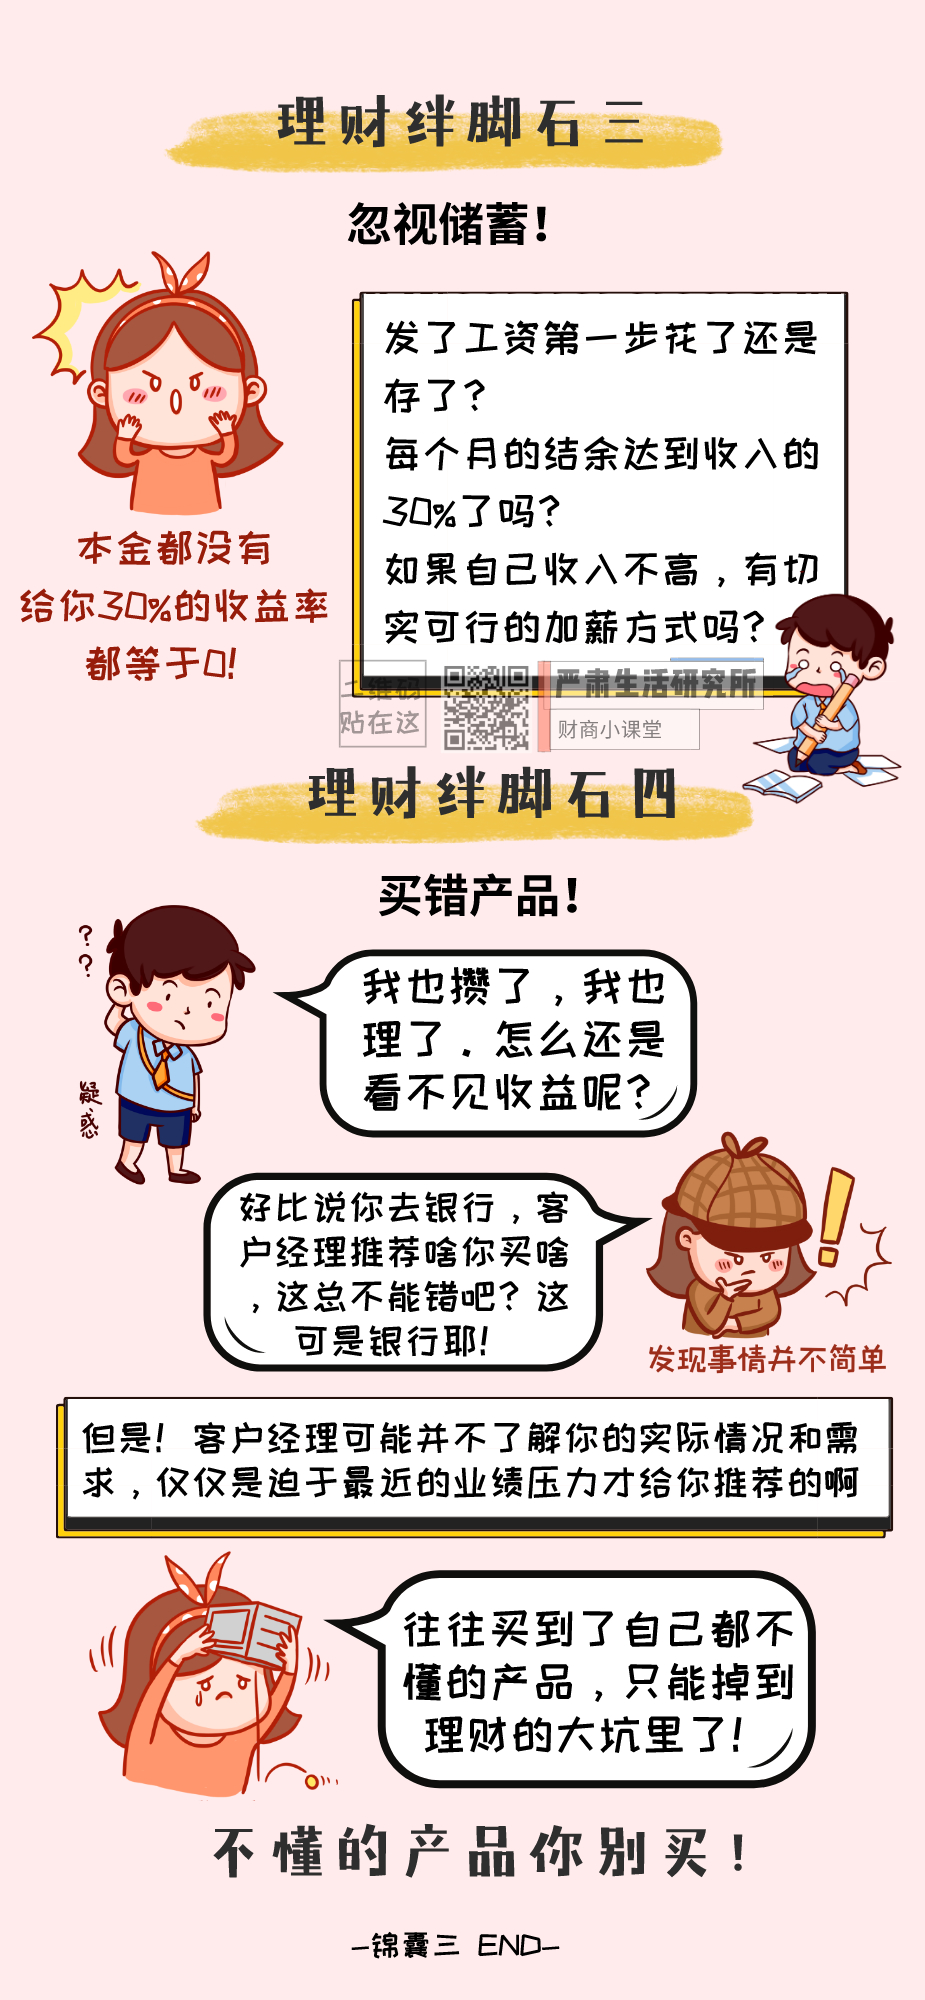 理财绊脚石三
忽视储蓄！
发了工资第一步花了还是
存了？
每个月的结余达到收入的
30%了吗？
如果自己收入不高，有切
实可行的加薪方式吗？
本金都没有
给你30%的收益率
都等于0！
二维码
贴在这
严肃生活研究所
财商小课堂
理财绊脚石四
买错产品！
？
？
疑惑
我也攒了，我也
理了．怎么还是
看不见收益呢？
好比说你去银行，客
户经理推荐啥你买啥
，这总不能错吧？这
可是银行耶！
发现事情并不简单
但是！客户经理可能并不了解你的实际情况和需
求，仅仅是迫于最近的业绩压力才给你推荐的啊
往往买到了自己都不
懂的产品，只能掉到
理财的大坑里了！
不懂的产品你别买！
-锦囊三 END-